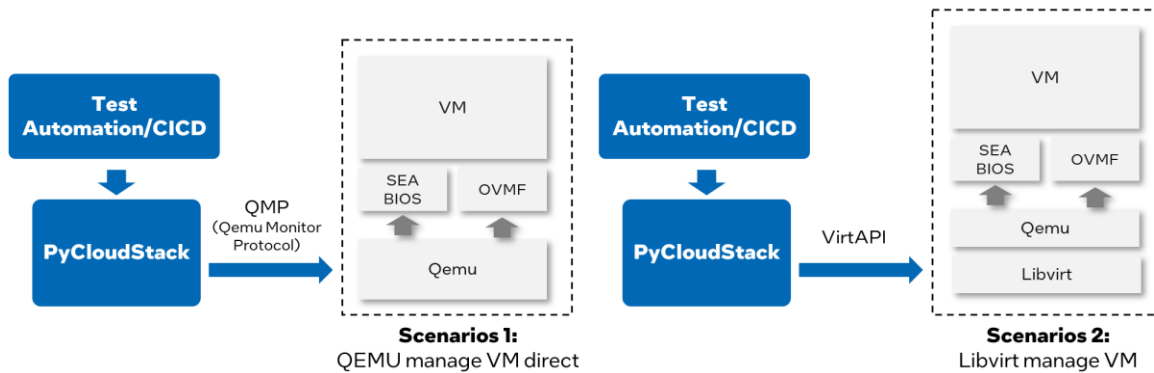 Test
Automation/CICD
PyCloudStack
QMP
(Qemu Monitor
Protocol)
VM
SEA
BIOS
OVMF
Qemu
Scenarios 1:
QEMU manage VM direct
Test
Automation/CICD
PyCloudStack
VirtAPI
VM
SEA
BIOS
OVMF
Qemu
Libvirt
Scenarios 2:
Libvirt manage VM